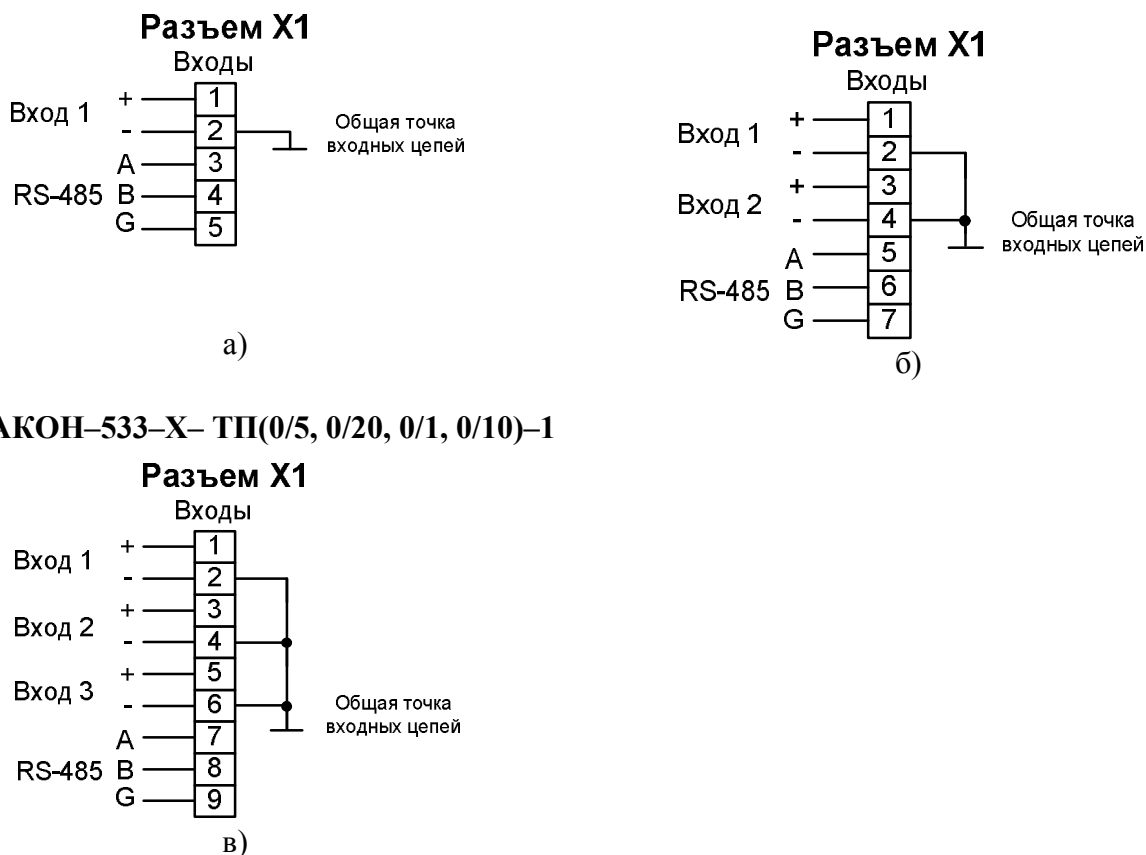 Разъем X1
Входы
Вход 1
+ 1
- 2
Общая точка
входных цепей
A 3
RS-485 B 4
G 5
а)
Разъем X1
Входы
Вход 1
+ 1
- 2
Вход 2
+ 3
- 4
Общая точка
входных цепей
A 5
RS-485 B 6
G 7
б)
АКОН–533–Х– ТП(0/5, 0/20, 0/1, 0/10)–1
Разъем X1
Входы
Вход 1
+ 1
- 2
Вход 2
+ 3
- 4
Вход 3
+ 5
- 6
Общая точка
входных цепей
A 7
RS-485 B 8
G 9
в)